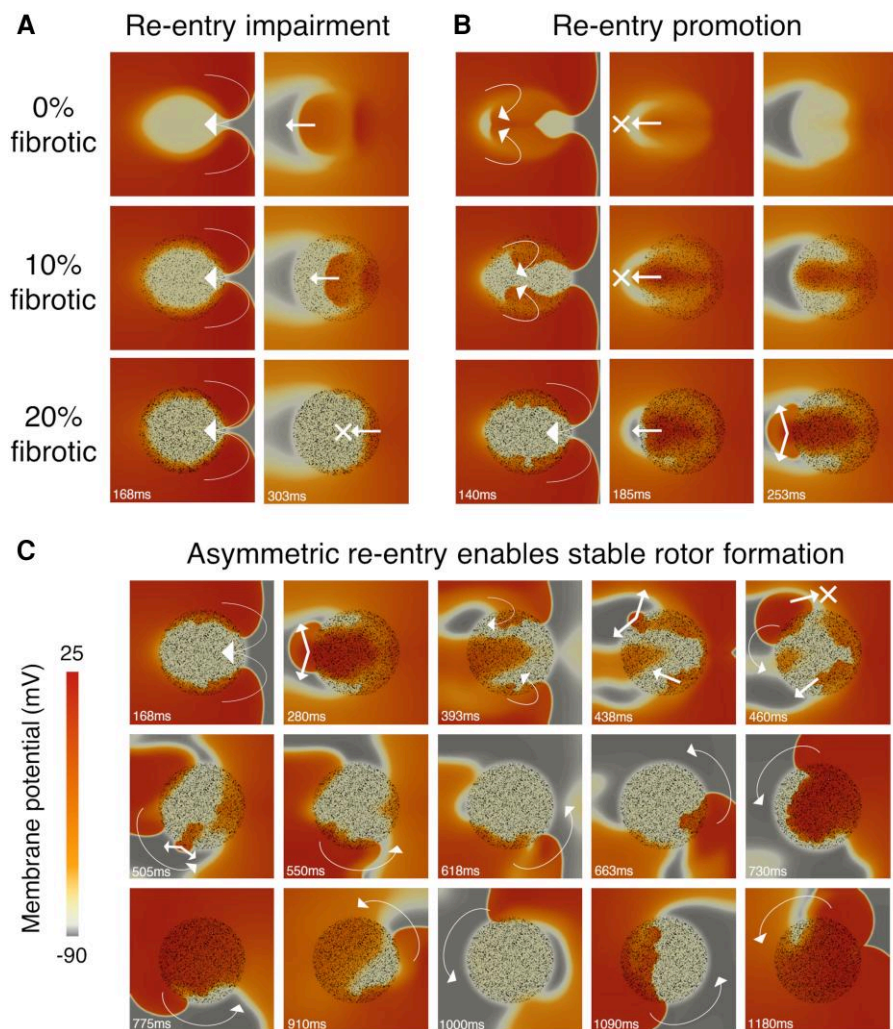 A Re-entry impairment
B Re-entry promotion
0%
fibrotic
10%
fibrotic
20%
fibrotic
168ms 303ms 140ms 185ms 253ms
C Asymmetric re-entry enables stable rotor formation
Membrane potential (mV)
25
-90
168ms 280ms 393ms 438ms 460ms
505ms 550ms 618ms 663ms 730ms
775ms 910ms 1000ms 1090ms 1180ms